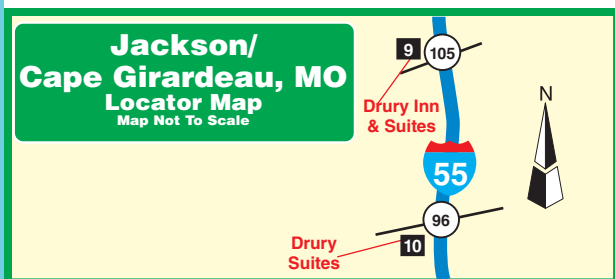 Jackson/
Cape Girardeau, MO
Locator Map
Map Not To Scale
9
105
Drury Inn
& Suites
N
55
96
10
Drury
Suites